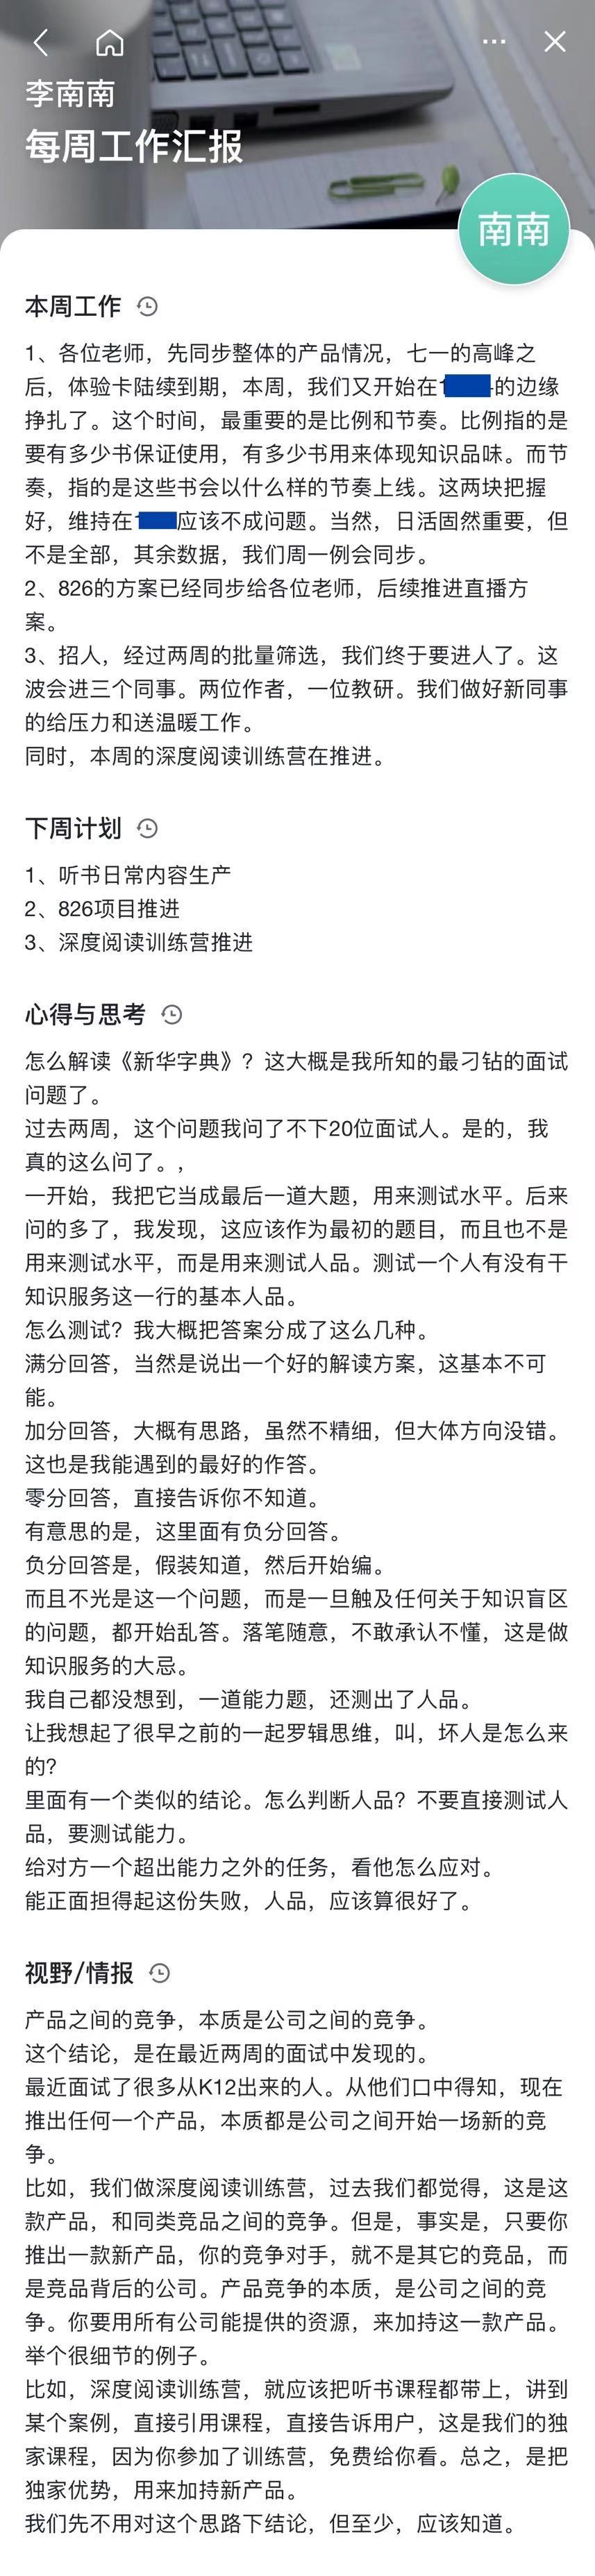 李南南
每周工作汇报
南南
本周工作
1、各位老师，先同步整体的产品情况，七一的高峰之
后，体验卡陆续到期，本周，我们又开始在的边缘
挣扎了。这个时间，最重要的是比例和节奏。比例指的是
要有多少书保证使用，有多少书用来体现知识品味。而节
奏，指的是这些书会以什么样的节奏上线。这两块把握
好，维持在应该不成问题。当然，日活固然重要，但
不是全部，其余数据，我们周一例会同步。
2、826的方案已经同步给各位老师，后续推进直播方
案。
3、招人，经过两周的批量筛选，我们终于要进人了。这
波会进三个同事。两位作者，一位教研。我们做好新同事
的给压力和送温暖工作。
同时，本周的深度阅读训练营在推进。
下周计划
1、听书日常内容生产
2、826项目推进
3、深度阅读训练营推进
心得与思考
怎么解读《新华字典》？这大概是我所知的最刁钻的面试
问题了。
过去两周，这个问题我问了不下20位面试人。是的，我
真的这么问了。，
一开始，我把它当成最后一道大题，用来测试水平。后来
问的多了，我发现，这应该作为最初的题目，而且也不是
用来测试水平，而是用来测试人品。测试一个人有没有干
知识服务这一行的基本人品。
怎么测试？我大概把答案分成了这么几种。
满分回答，当然是说出一个好的解读方案，这基本不可
能。
加分回答，大概有思路，虽然不精细，但大体方向没错。
这也是我能遇到的最好的作答。
零分回答，直接告诉你不知道。
有意思的是，这里面有负分回答。
负分回答是，假装知道，然后开始编。
而且不光是这一个问题，而是一旦触及任何关于知识盲区
的问题，都开始乱答。落笔随意，不敢承认不懂，这是做
知识服务的大忌。
我自己都没想到，一道能力题，还测出了人品。
让我想起了很早之前的一起罗辑思维，叫，坏人是怎么来
的？
里面有一个类似的结论。怎么判断人品？不要直接测试人
品，要测试能力。
给对方一个超出能力之外的任务，看他怎么应对。
能正面担得起这份失败，人品，应该算很好了。
视野/情报
产品之间的竞争，本质是公司之间的竞争。
这个结论，是在最近两周的面试中发现的。
最近面试了很多从K12出来的人。从他们口中得知，现在
推出任何一个产品，本质都是公司之间开始一场新的竞
争。
比如，我们做深度阅读训练营，过去我们都觉得，这是这
款产品，和同类竞品之间的竞争。但是，事实是，只要你
推出一款新产品，你的竞争对手，就不是其它的竞品，而
是竞品背后的公司。产品竞争的本质，是公司之间的竞
争。你要用所有公司能提供的资源，来加持这一款产品。
举个很细节的例子。
比如，深度阅读训练营，就应该把听书课程都带上，讲到
某个案例，直接引用课程，直接告诉用户，这是我们的独
家课程，因为你参加了训练营，免费给你看。总之，是把
独家优势，用来加持新产品。
我们先不用对这个思路下结论，但至少，应该知道。